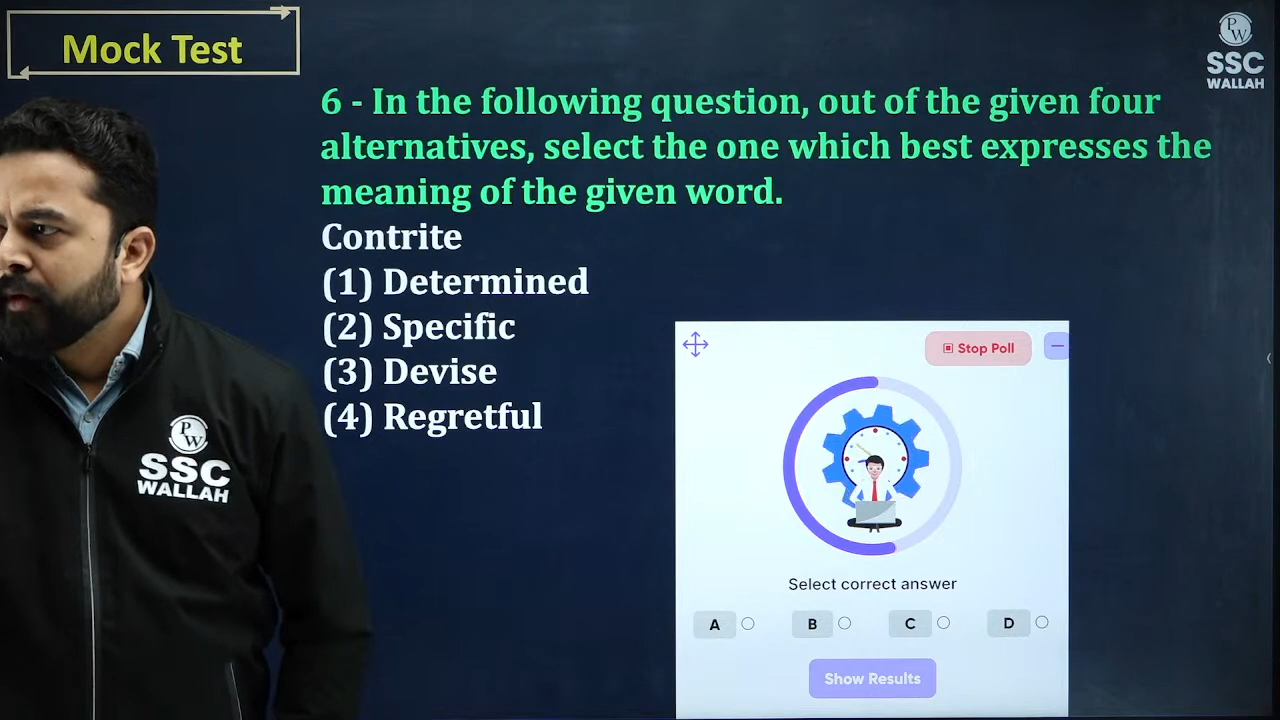 Mock Test
PW
SSC
WALLAH
6 - In the following question, out of the given four
alternatives, select the one which best expresses the
meaning of the given word.
Contrite
(1) Determined
(2) Specific
(3) Devise
(4) Regretful
Stop Poll
Select correct answer
A
B
C
D
Show Results
PW
SSC
WALLAH